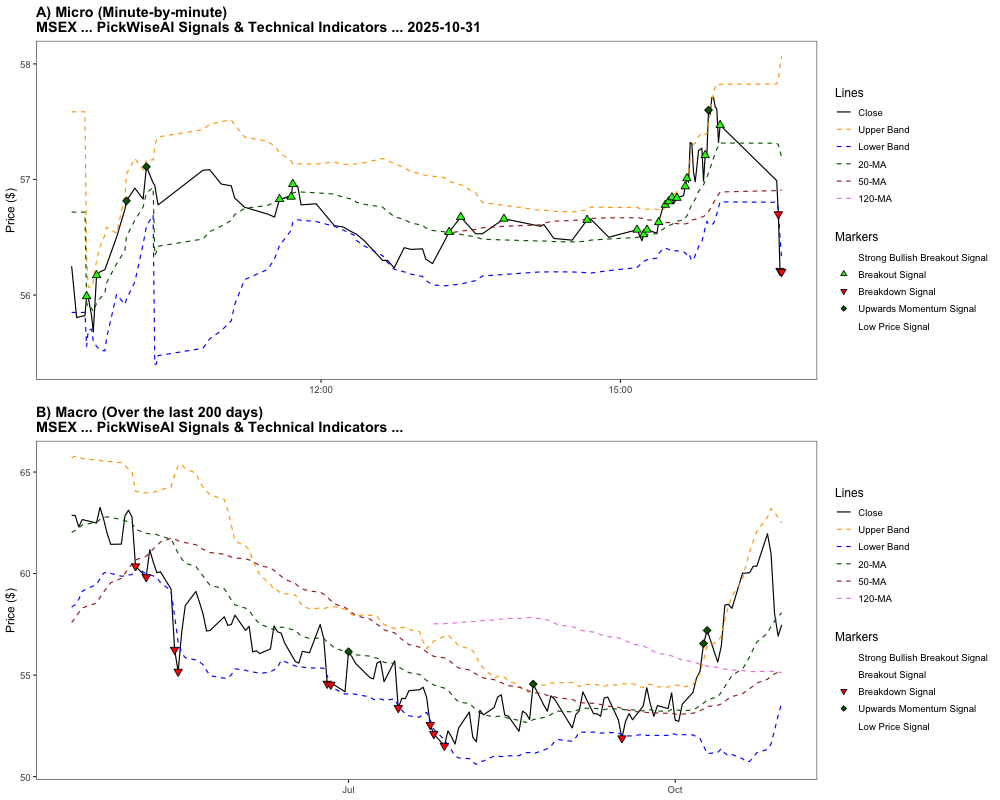 A) Micro (Minute-by-minute)
MSEX ... PickWiseAI Signals & Technical Indicators ... 2025-10-31
Price ($)
58
57
56
12:00
15:00
Lines
Close
Upper Band
Lower Band
20-MA
50-MA
120-MA
Markers
Strong Bullish Breakout Signal
Breakout Signal
Breakdown Signal
Upwards Momentum Signal
Low Price Signal
B) Macro (Over the last 200 days)
MSEX ... PickWiseAI Signals & Technical Indicators ...
Price ($)
65
60
55
50
Jul
Oct
Lines
Close
Upper Band
Lower Band
20-MA
50-MA
120-MA
Markers
Strong Bullish Breakout Signal
Breakout Signal
Breakdown Signal
Upwards Momentum Signal
Low Price Signal